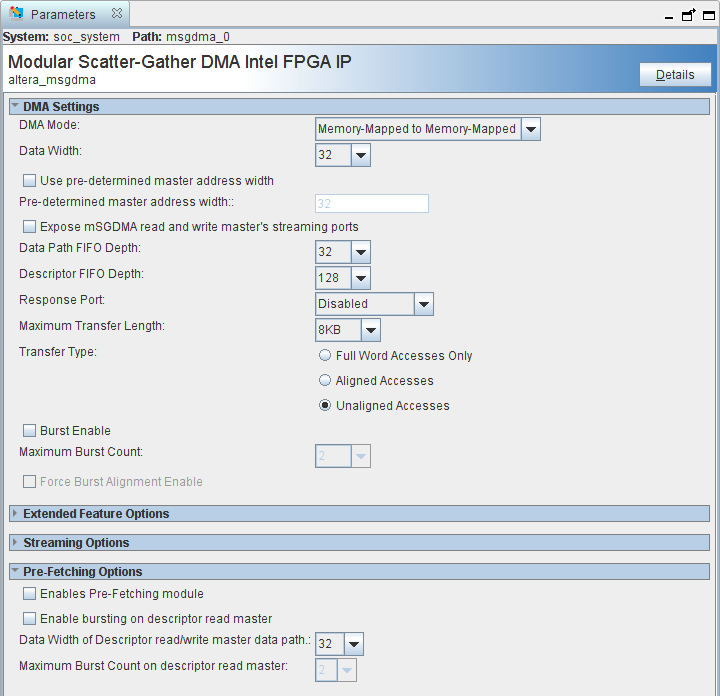 Parameters
System: soc_system Path: msgdma_0
Modular Scatter-Gather DMA Intel FPGA IP
altera_msgdma
Details
DMA Settings
DMA Mode: Memory-Mapped to Memory-Mapped
Data Width: 32
Use pre-determined master address width
Pre-determined master address width:: 32
Expose mSGDMA read and write master's streaming ports
Data Path FIFO Depth: 32
Descriptor FIFO Depth: 128
Response Port: Disabled
Maximum Transfer Length: 8KB
Transfer Type: Full Word Accesses Only
Aligned Accesses
Unaligned Accesses
Burst Enable
Maximum Burst Count: 2
Force Burst Alignment Enable
Extended Feature Options
Streaming Options
Pre-Fetching Options
Enables Pre-Fetching module
Enable bursting on descriptor read master
Data Width of Descriptor read/write master data path.: 32
Maximum Burst Count on descriptor read master: 2